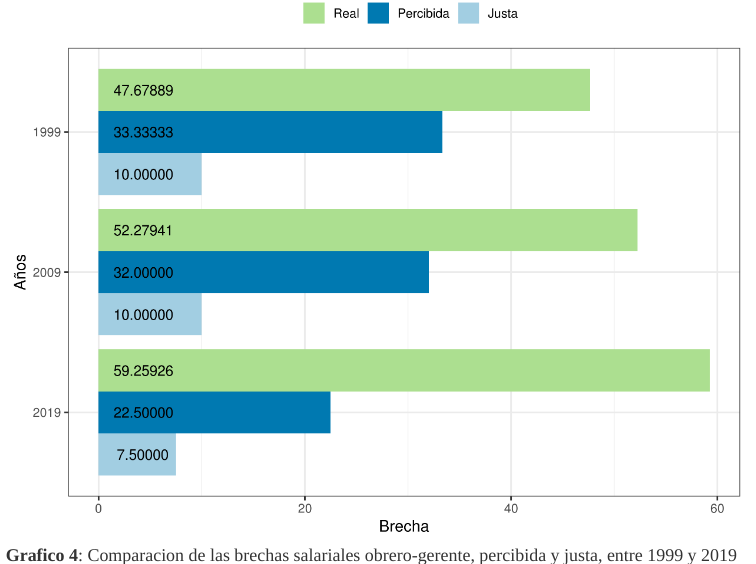 Real Percibida Justa
47.67889
1999
33.33333
10.00000
52.27941
Años
2009
32.00000
10.00000
59.25926
2019
22.50000
7.50000
0 20 40 60
Brecha
Grafico 4: Comparacion de las brechas salariales obrero-gerente, percibida y justa, entre 1999 y 2019